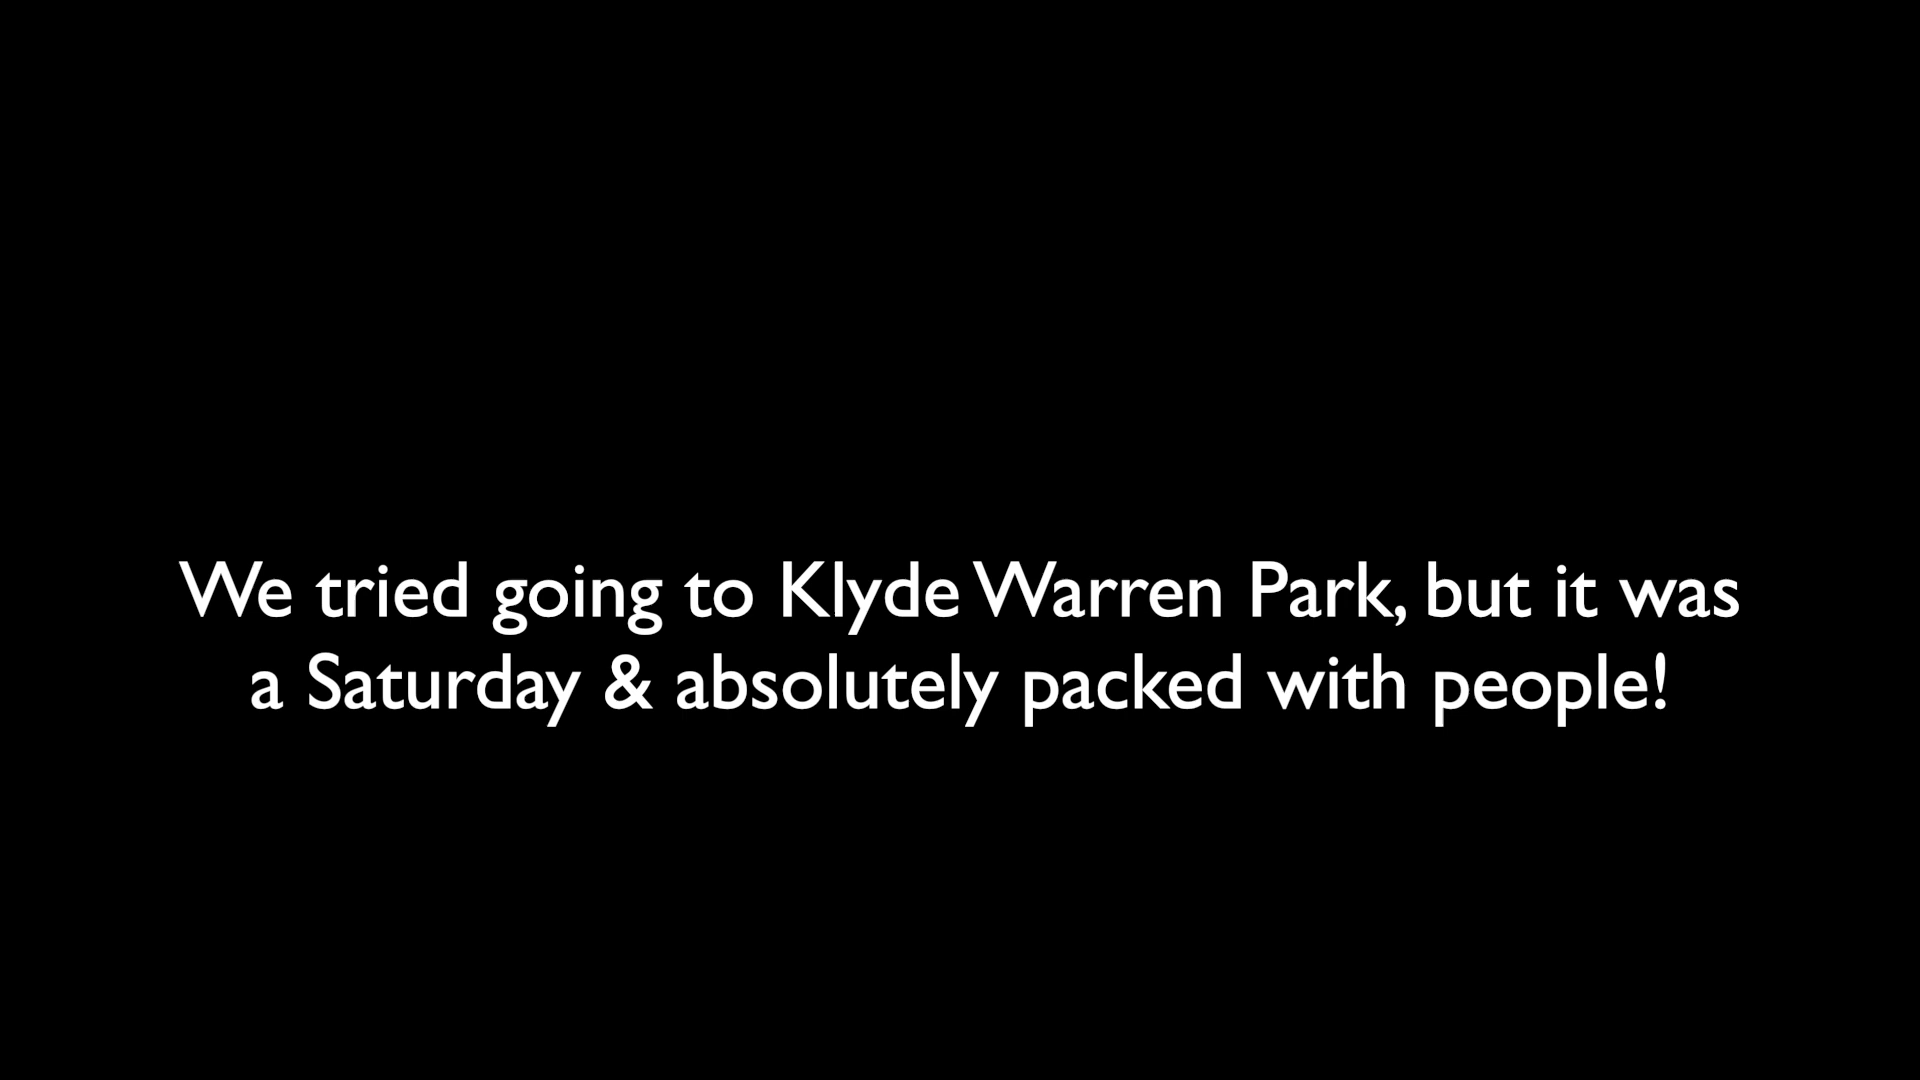 We tried going to Klyde Warren Park, but it was
a Saturday & absolutely packed with people!